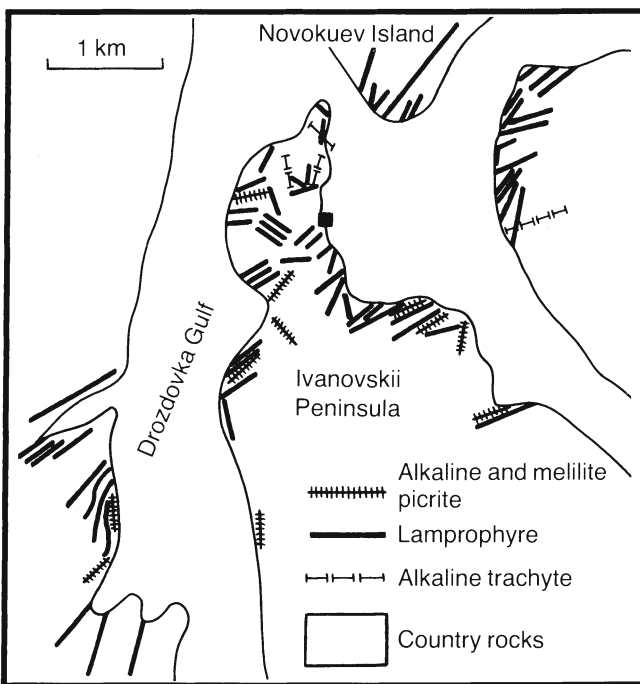 Novokuev Island
1 km
Drozdovka Gulf
Ivanovskii
Peninsula
Alkaline and melilite
picrite
Lamprophyre
Alkaline trachyte
Country rocks